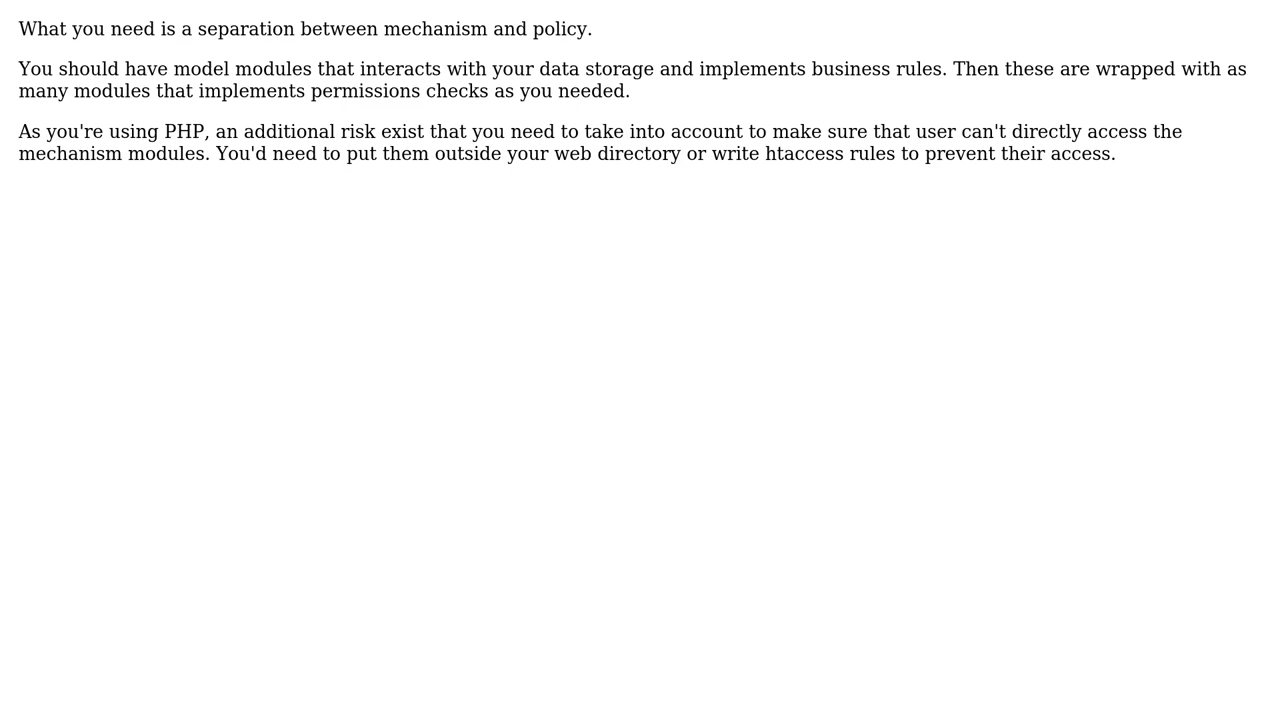 What you need is a separation between mechanism and policy.
You should have model modules that interacts with your data storage and implements business rules. Then these are wrapped with as
many modules that implements permissions checks as you needed.
As you're using PHP, an additional risk exist that you need to take into account to make sure that user can't directly access the
mechanism modules. You'd need to put them outside your web directory or write htaccess rules to prevent their access.